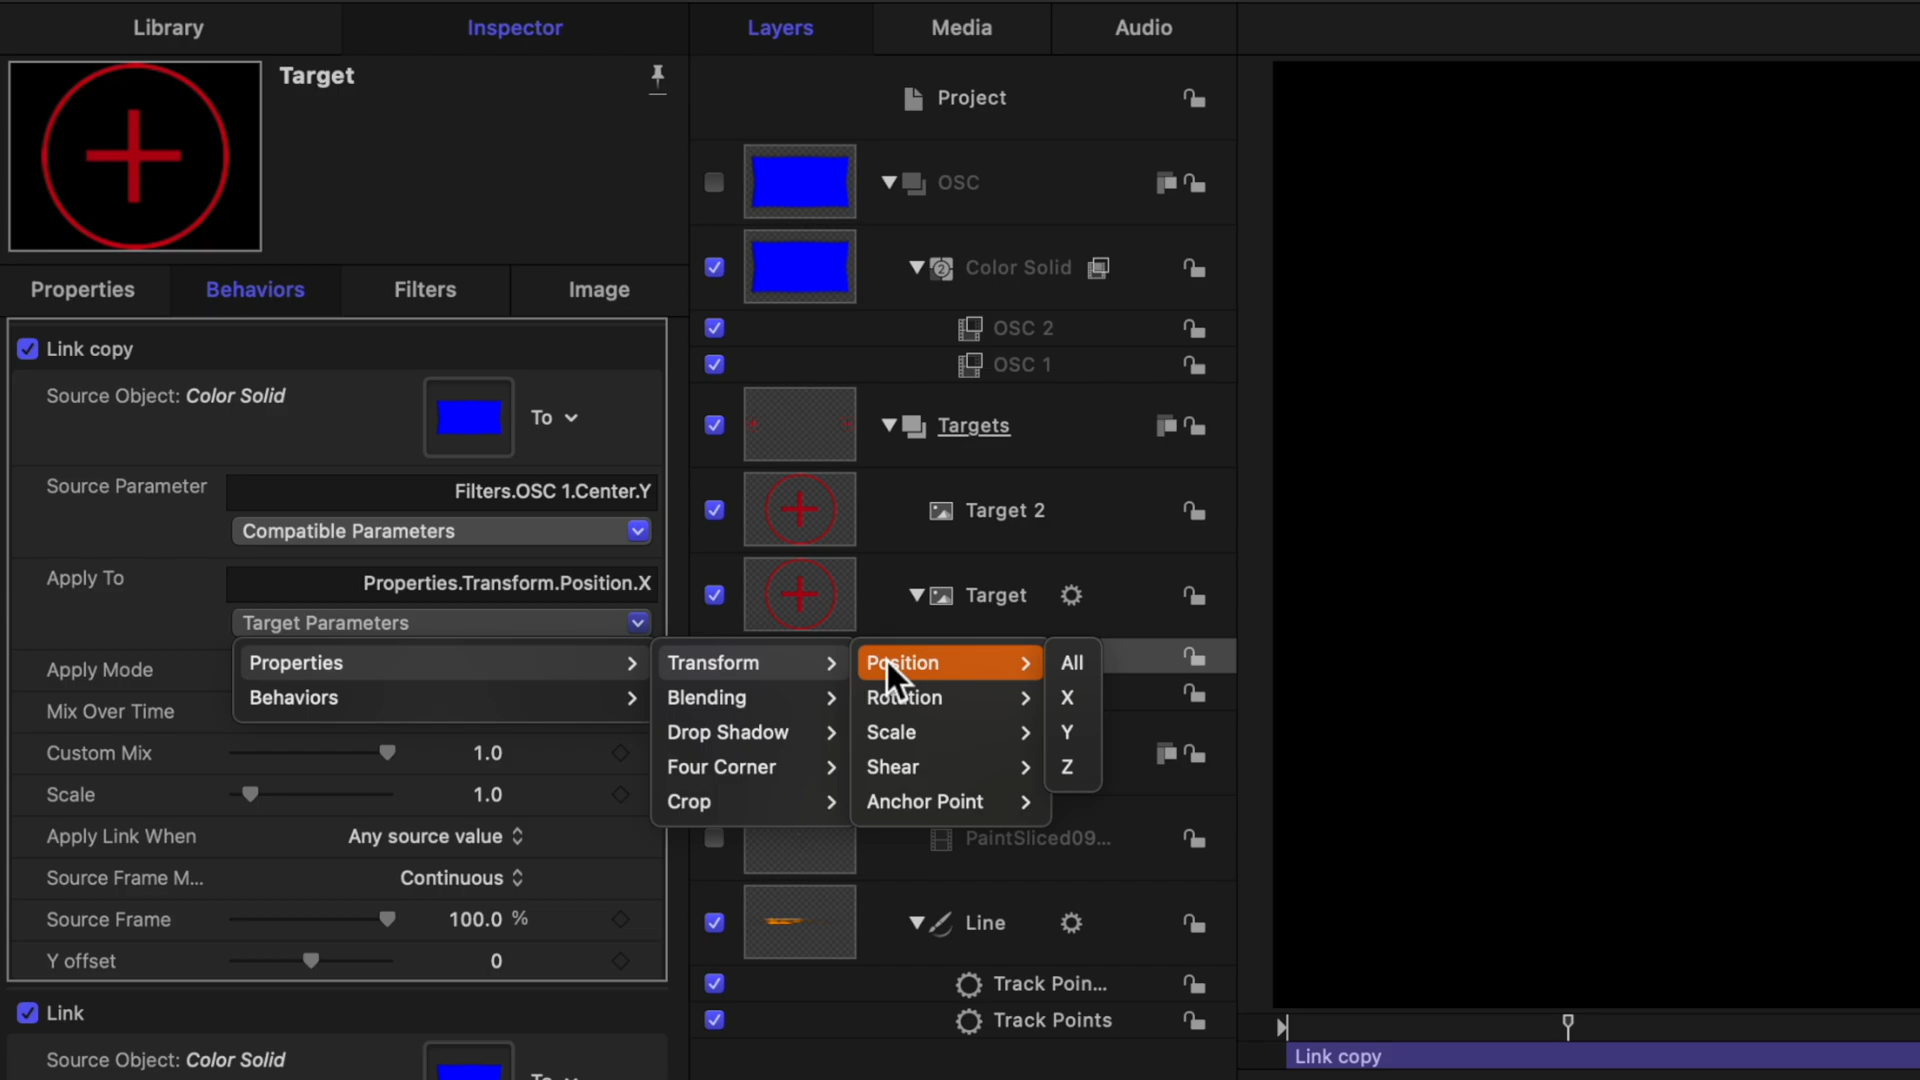 Library
Inspector
Layers
Media
Audio
Target
Project
OSC
Color Solid
OSC 2
OSC 1
Targets
Target 2
Target
PaintSliced09...
Line
Track Poin...
Track Points
Properties
Behaviors
Filters
Image
Link copy
Source Object: Color Solid
To
Source Parameter
Filters.OSC 1.Center.Y
Compatible Parameters
Apply To
Properties.Transform.Position.X
Target Parameters
Properties
Behaviors
Transform
Blending
Drop Shadow
Four Corner
Crop
Position
Rotation
Scale
Shear
Anchor Point
All
X
Y
Z
Apply Mode
Mix Over Time
Custom Mix 1.0
Scale 1.0
Apply Link When Any source value
Source Frame M... Continuous
Source Frame 100.0 %
Y offset 0
Link
Source Object: Color Solid
Link copy